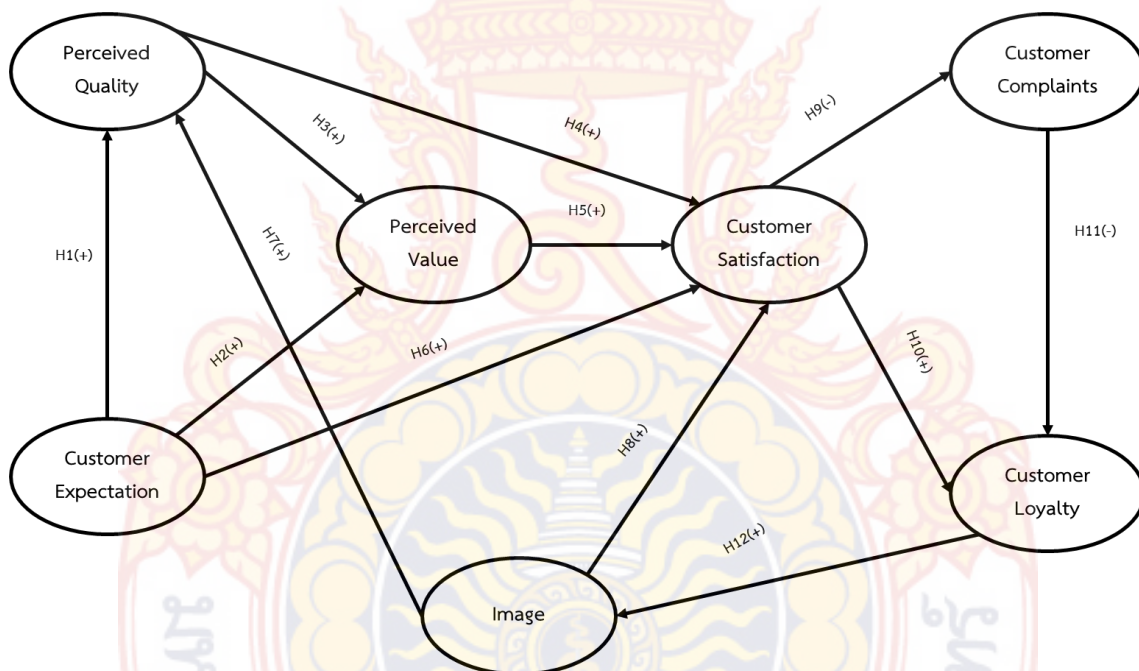 Perceived
Quality
Customer
Complaints
H9(-)
H4(+)
H3(+)
Perceived
Value
H5(+)
Customer
Satisfaction
H11(-)
H7(+)
H1(+)
H2(+)
H6(+)
H10(+)
H8(+)
Customer
Expectation
Customer
Loyalty
H12(+)
Image